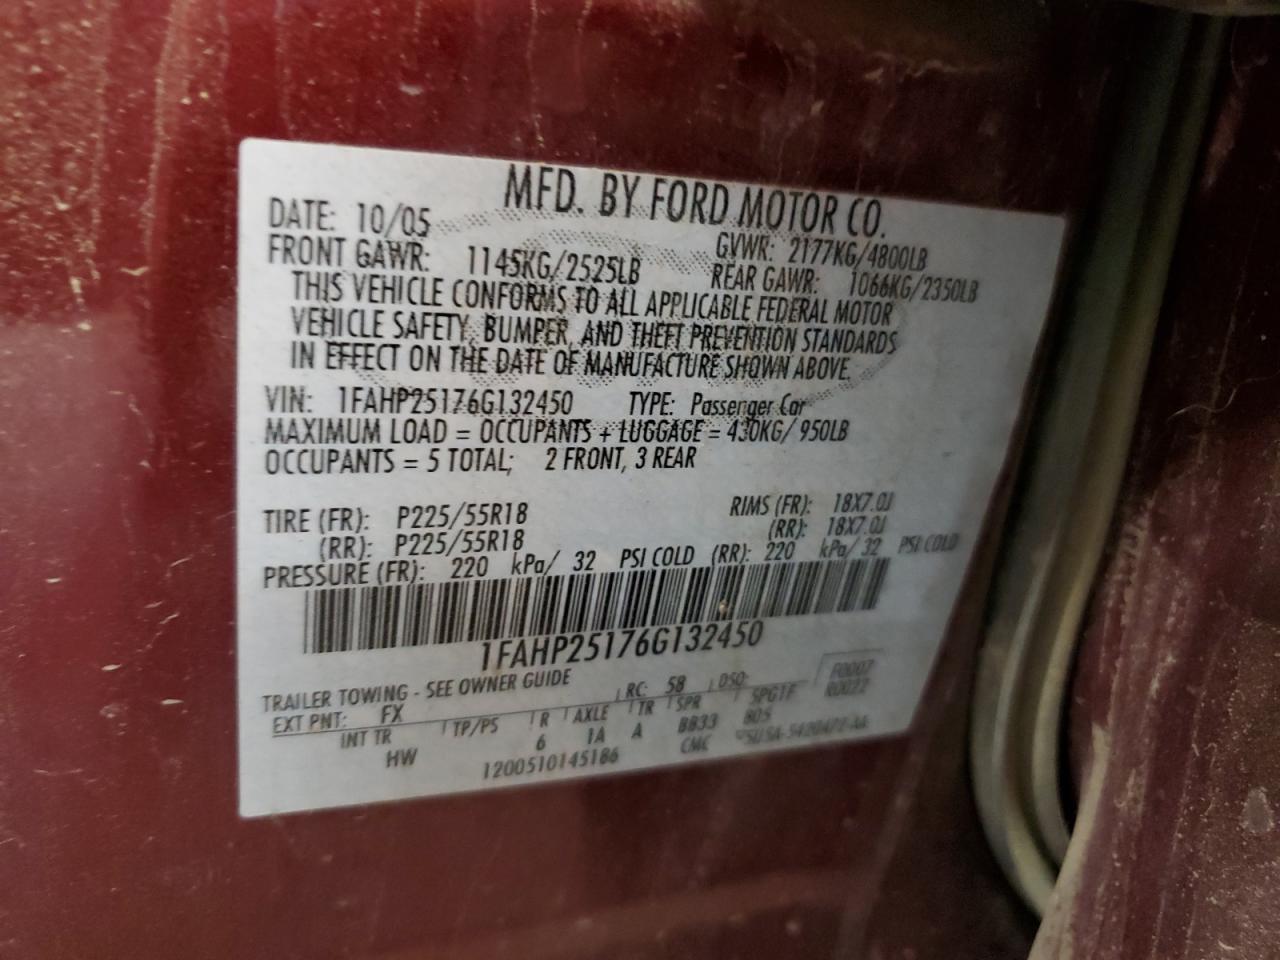 MFD. BY FORD MOTOR CO.
DATE: 10/05 GVWR: 2177KG/4800LB
FRONT GAWR: 1145KG/2525LB REAR GAWR: 1066KG/2350LB
THIS VEHICLE CONFORMS TO ALL APPLICABLE FEDERAL MOTOR
VEHICLE SAFETY, BUMPER, AND THEFT PREVENTION STANDARDS
IN EFFECT ON THE DATE OF MANUFACTURE SHOWN ABOVE.
VIN: 1FAHP25176G132450 TYPE: Passenger Car
MAXIMUM LOAD = OCCUPANTS + LUGGAGE = 430KG/ 950LB
OCCUPANTS = 5 TOTAL; 2 FRONT, 3 REAR
TIRE (FR): P225/55R18 RIMS (FR): 18X7.0J
(RR): P225/55R18 (RR): 18X7.0J
PRESSURE (FR): 220 kPa/ 32 PSI COLD (RR): 220 kPa/ 32 PSI COLD
1FAHP25176G132450
TRAILER TOWING - SEE OWNER GUIDE
EXT PNT: FX RC: 58 DSO: F0007
R0022
INT TR TP/PS R AXLE TR SPR SPG1F
HW 6 1A A BB33 805
1200510145186 CMC